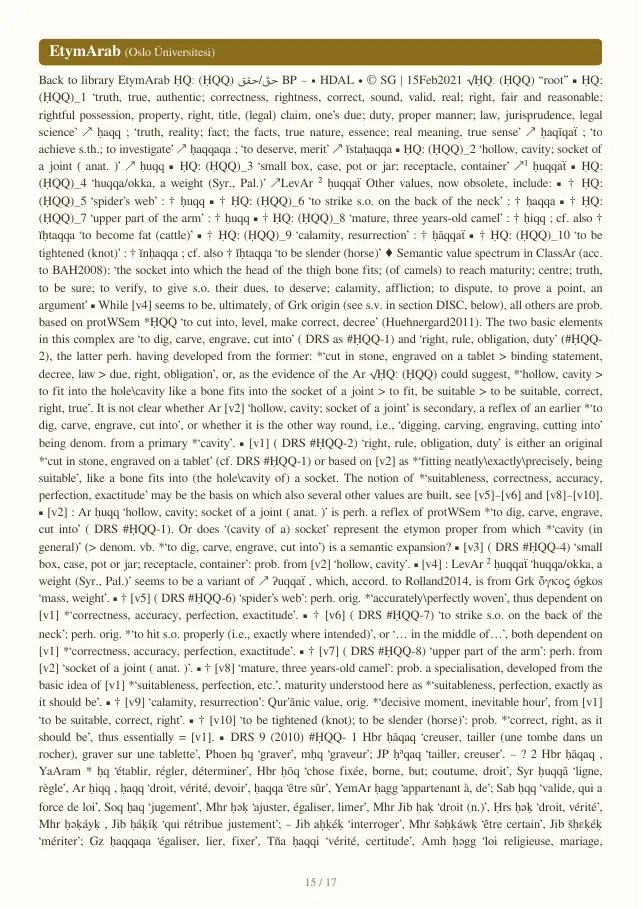 EtymArab (Oslo Üniversitesi)
Back to library EtymArab ḤQ: (ḤQQ) حقّ/حقق BP – • HDAL • © SG | 15Feb2021 √ḤQ: (ḤQQ) “root” ▪ ḤQ:
(ḤQQ)_1 ‘truth, true, authentic; correctness, rightness, correct, sound, valid, real; right, fair and reasonable;
rightful possession, property, right, title, (legal) claim, one’s due; duty, proper manner; law, jurisprudence, legal
science’ ↗ ḥaqq ; ‘truth, reality; fact; the facts, true nature, essence; real meaning, true sense’ ↗ ḥaqīqaẗ ; ‘to
achieve s.th.; to investigate’ ↗ ḥaqqaqa ; ‘to deserve, merit’ ↗ ĭstaḥaqqa ▪ ḤQ: (ḤQQ)_2 ‘hollow, cavity; socket of
a joint ( anat. )’ ↗ ḥuqq ▪ ḤQ: (ḤQQ)_3 ‘small box, case, pot or jar; receptacle, container’ ↗¹ ḥuqqaẗ ▪ ḤQ:
(ḤQQ)_4 ‘huqqa/okka, a weight (Syr., Pal.)’ ↗LevAr ² ḥuqqaẗ Other values, now obsolete, include: ▪ † ḤQ:
(ḤQQ)_5 ‘spider’s web’ : † ḥuqq ▪ † ḤQ: (ḤQQ)_6 ‘to strike s.o. on the back of the neck’ : † ḥaqqa ▪ † ḤQ:
(ḤQQ)_7 ‘upper part of the arm’ : † ḥuqq ▪ † ḤQ: (ḤQQ)_8 ‘mature, three years-old camel’ : † ḥiqq ; cf. also †
ĭḥtaqqa ‘to become fat (cattle)’ ▪ † ḤQ: (ḤQQ)_9 ‘calamity, resurrection’ : † ḥāqqaẗ ▪ † ḤQ: (ḤQQ)_10 ‘to be
tightened (knot)’ : † ĭnḥaqqa ; cf. also † ĭḥtaqqa ‘to be slender (horse)’ ♦ Semantic value spectrum in ClassAr (acc.
to BAH2008): ‘the socket into which the head of the thigh bone fits; (of camels) to reach maturity; centre; truth,
to be sure; to verify, to give s.o. their dues, to deserve; calamity, affliction; to dispute, to prove a point, an
argument’ ▪ While [v4] seems to be, ultimately, of Grk origin (see s.v. in section DISC, below), all others are prob.
based on protWSem *ḤQQ ‘to cut into, level, make correct, decree’ (Huehnergard2011). The two basic elements
in this complex are ‘to dig, carve, engrave, cut into’ ( DRS as #ḤQQ-1) and ‘right, rule, obligation, duty’ (#ḤQQ-
2), the latter perh. having developed from the former: *‘cut in stone, engraved on a tablet > binding statement,
decree, law > due, right, obligation’, or, as the evidence of the Ar √ḤQ: (ḤQQ) could suggest, *‘hollow, cavity >
to fit into the hole\cavity like a bone fits into the socket of a joint > to fit, be suitable > to be suitable, correct,
right, true’. It is not clear whether Ar [v2] ‘hollow, cavity; socket of a joint’ is secondary, a reflex of an earlier *‘to
dig, carve, engrave, cut into’, or whether it is the other way round, i.e., ‘digging, carving, engraving, cutting into’
being denom. from a primary *‘cavity’. ▪ [v1] ( DRS #ḤQQ-2) ‘right, rule, obligation, duty’ is either an original
*‘cut in stone, engraved on a tablet’ (cf. DRS #ḤQQ-1) or based on [v2] as *‘fitting neatly\exactly\precisely, being
suitable’, like a bone fits into (the hole\cavity of) a socket. The notion of *‘suitableness, correctness, accuracy,
perfection, exactitude’ may be the basis on which also several other values are built, see [v5]–[v6] and [v8]–[v10].
▪ [v2] : Ar ḥuqq ‘hollow, cavity; socket of a joint ( anat. )’ is perh. a reflex of protWSem *‘to dig, carve, engrave,
cut into’ ( DRS #ḤQQ-1). Or does ‘(cavity of a) socket’ represent the etymon proper from which *‘cavity (in
general)’ (> denom. vb. *‘to dig, carve, engrave, cut into’) is a semantic expansion? ▪ [v3] ( DRS #ḤQQ-4) ‘small
box, case, pot or jar; receptacle, container’: prob. from [v2] ‘hollow, cavity’. ▪ [v4] : LevAr ² ḥuqqaẗ ‘huqqa/okka, a
weight (Syr., Pal.)’ seems to be a variant of ↗ ʔuqqaẗ , which, accord. to Rolland2014, is from Grk ὄγκος ógkos
‘mass, weight’. ▪ † [v5] ( DRS #ḤQQ-6) ‘spider’s web’: perh. orig. *‘accurately\perfectly woven’, thus dependent on
[v1] *‘correctness, accuracy, perfection, exactitude’. ▪ † [v6] ( DRS #ḤQQ-7) ‘to strike s.o. on the back of the
neck’: perh. orig. *‘to hit s.o. properly (i.e., exactly where intended)’, or ‘… in the middle of…’, both dependent on
[v1] *‘correctness, accuracy, perfection, exactitude’. ▪ † [v7] ( DRS #ḤQQ-8) ‘upper part of the arm’: perh. from
[v2] ‘socket of a joint ( anat. )’. ▪ † [v8] ‘mature, three years-old camel’: prob. a specialisation, developed from the
basic idea of [v1] *‘suitableness, perfection, etc.’, maturity understood here as *‘suitableness, perfection, exactly as
it should be’. ▪ † [v9] ‘calamity, resurrection’: Qur’ānic value, orig. *‘decisive moment, inevitable hour’, from [v1]
‘to be suitable, correct, right’. ▪ † [v10] ‘to be tightened (knot); to be slender (horse)’: prob. *‘correct, right, as it
should be’, thus essentially = [v1]. ▪ DRS 9 (2010) #ḤQQ- 1 Hbr ḥāqaq ‘creuser, tailler (une tombe dans un
rocher), graver sur une tablette’, Phoen ḥq ‘graver’, mḥq ‘graveur’; JP ḥᵃqaq ‘tailler, creuser’. – ? 2 Hbr ḥāqaq ,
YaAram * ḥq ‘établir, régler, déterminer’, Hbr ḥōq ‘chose fixée, borne, but; coutume, droit’, Syr ḥuqqā ‘ligne,
règle’, Ar ḥiqq , ḥaqq ‘droit, vérité, devoir’, ḥaqqa ‘être sûr’, YemAr ḥagg ‘appartenant à, de’; Sab ḥqq ‘valide, qui a
force de loi’, Soq ḥaq ‘jugement’, Mhr ḥəḳ ‘ajuster, égaliser, limer’, Mhr Jib ḥaḳ ‘droit (n.)’, Ḥrs ḥəḳ ‘droit, vérité’,
Mhr ḥəḳáyḳ , Jib ḥáḳíḳ ‘qui rétribue justement’; – Jib aḥḳéḳ ‘interroger’, Mhr šəḥḳáwḳ ‘être certain’, Jib s̃ḥɛḳéḳ
‘mériter’; Gz ḥaqqaqa ‘égaliser, lier, fixer’, Tña ḥaqqi ‘vérité, certitude’, Amh ḥəgg ‘loi religieuse, mariage,
15 / 17